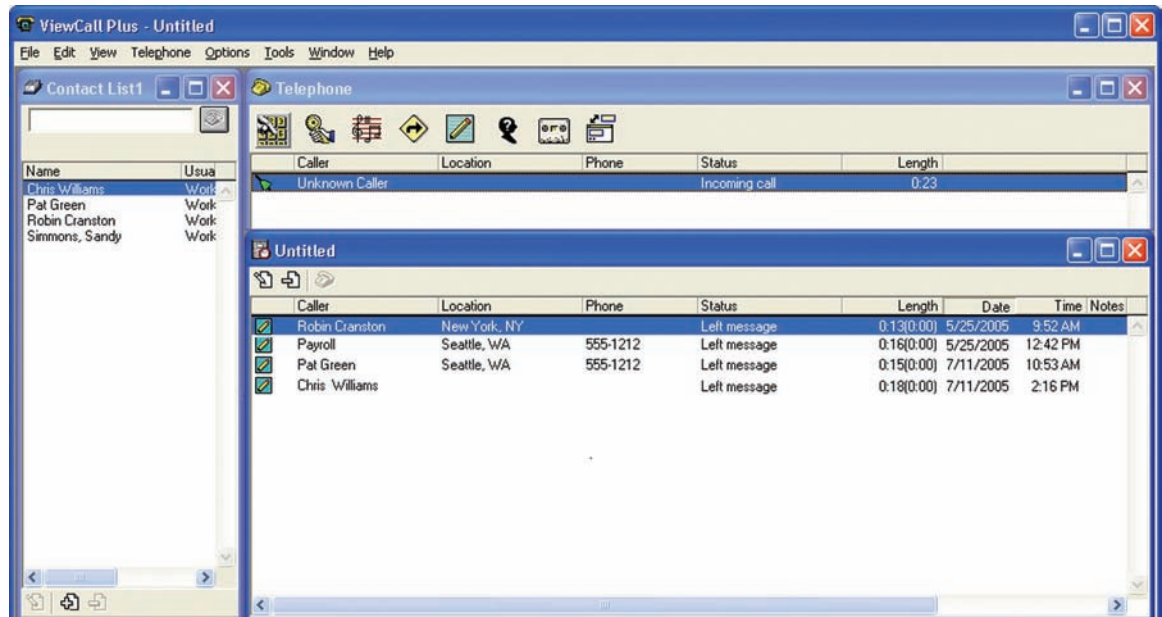 ViewCall Plus - Untitled
File Edit View Telephone Options Tools Window Help
Contact List1
Name Usua
Chris Williams Work
Pat Green Work
Robin Cranston Work
Simmons, Sandy Work
Telephone
Caller Location Phone Status Length
Unknown Caller Incoming call 0:23
Untitled
Caller Location Phone Status Length Date Time Notes
Robin Cranston New York, NY Left message 0:13(0:00) 5/25/2005 9:52 AM
Payroll Seattle, WA 555-1212 Left message 0:16(0:00) 5/25/2005 12:42 PM
Pat Green Seattle, WA 555-1212 Left message 0:15(0:00) 7/11/2005 10:53 AM
Chris Williams Left message 0:18(0:00) 7/11/2005 2:16 PM